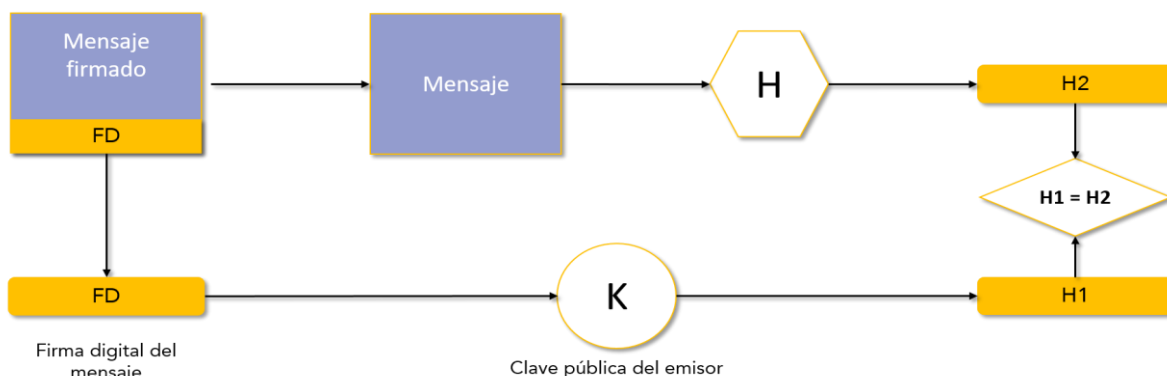 Mensaje
firmado
FD
Mensaje
H
H2
H1 = H2
FD
K
H1
Firma digital del
mensaje
Clave pública del emisor